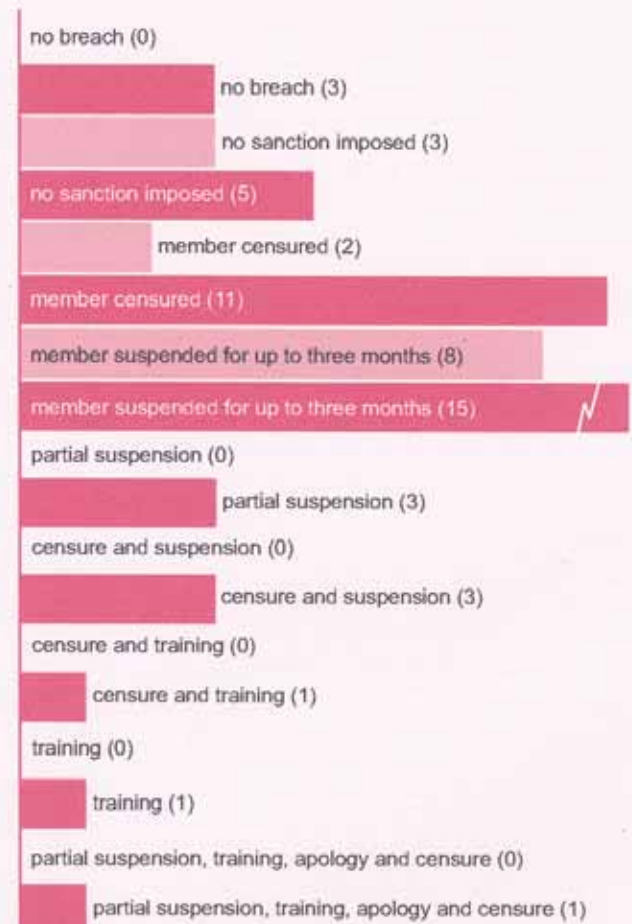 no breach (0)
no breach (3)
no sanction imposed (3)
no sanction imposed (5)
member censured (2)
member censured (11)
member suspended for up to three months (8)
member suspended for up to three months (15)
partial suspension (0)
partial suspension (3)
censure and suspension (0)
censure and suspension (3)
censure and training (0)
censure and training (1)
training (0)
training (1)
partial suspension, training, apology and censure (0)
partial suspension, training, apology and censure (1)